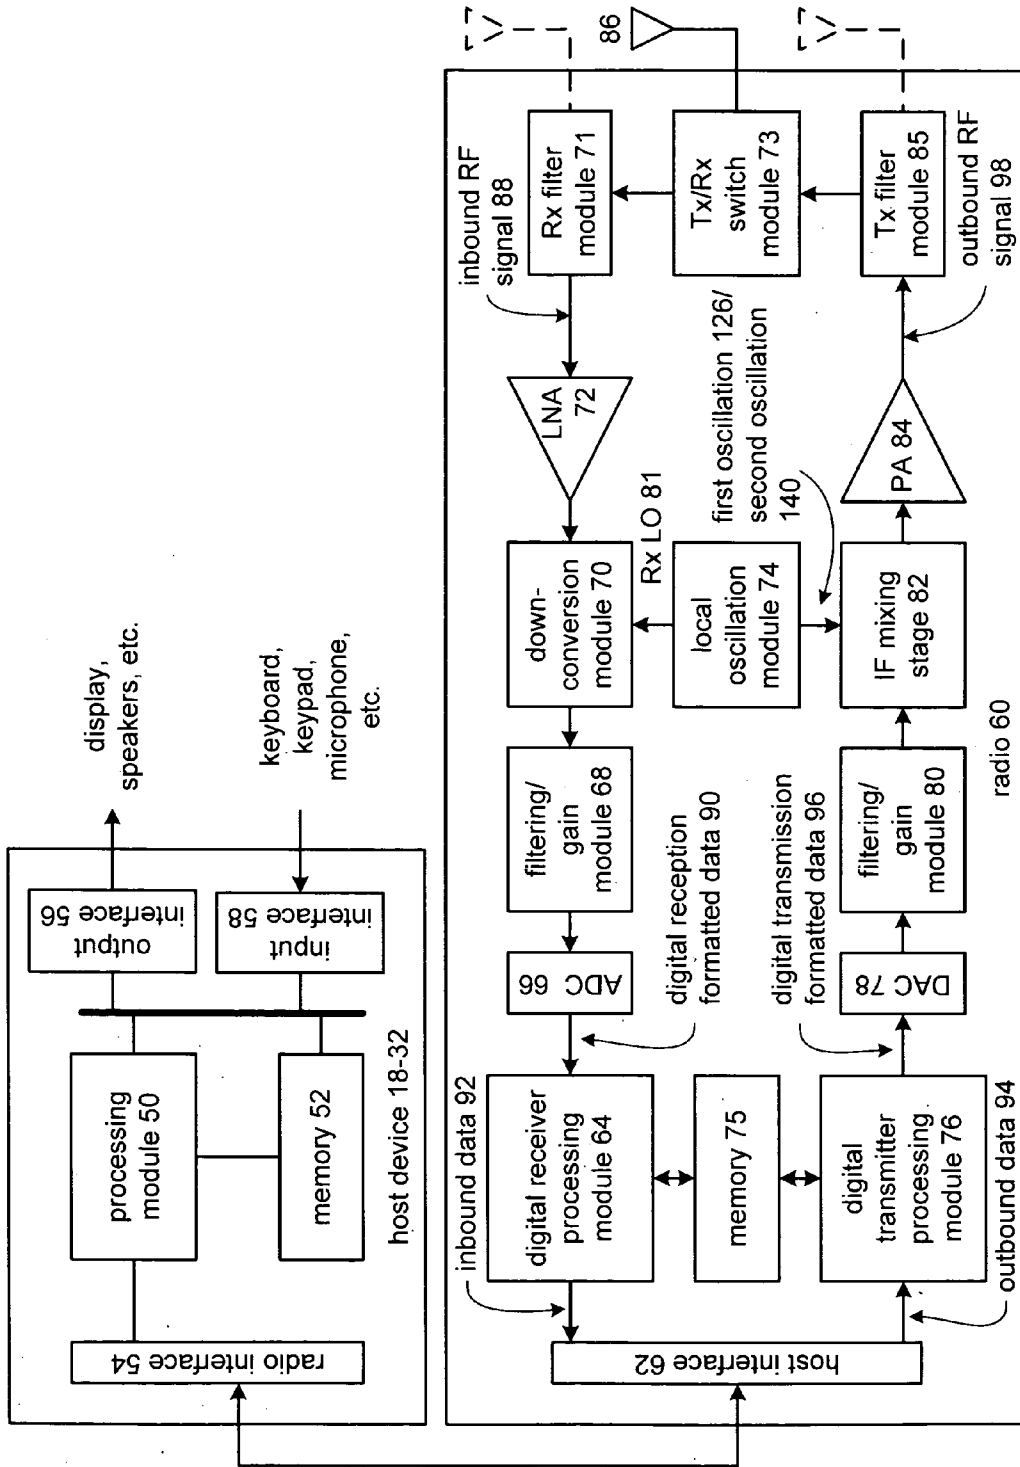 display,
speakers, etc.
keyboard,
keypad,
microphone,
etc.
output
interface 56
input
interface 58
processing
module 50
memory 52
radio interface 54
host device 18-32
86
inbound RF
signal 88
Rx filter
module 71
Tx/Rx
switch
module 73
Tx filter
module 85
outbound RF
signal 98
LNA
72
down-
conversion
module 70
Rx LO 81
first oscillation 126/
second oscillation
140
local
oscillation
module 74
IF mixing
stage 82
PA 84
filtering/
gain
module 68
filtering/
gain
module 80
ADC 66
digital reception
formatted data 90
digital transmission
formatted data 96
DAC 78
inbound data 92
digital receiver
processing
module 64
memory 75
digital
transmitter
processing
module 76
outbound data 94
host interface 62
radio 60